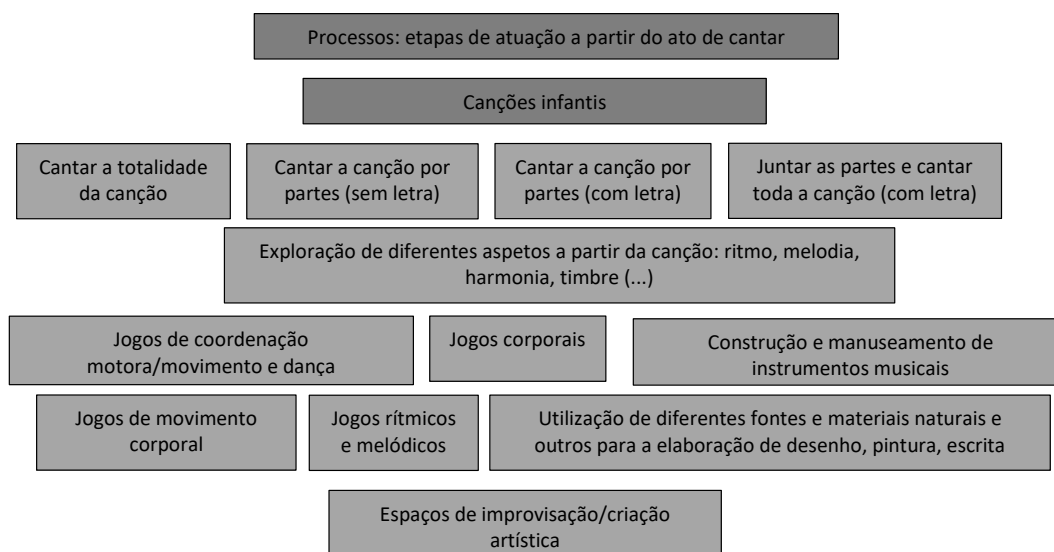 Processos: etapas de atuação a partir do ato de cantar
Canções infantis
Cantar a totalidade
da canção
Cantar a canção por
partes (sem letra)
Cantar a canção por
partes (com letra)
Juntar as partes e cantar
toda a canção (com letra)
Exploração de diferentes aspetos a partir da canção: ritmo, melodia,
harmonia, timbre (...)
Jogos de coordenação
motora/movimento e dança
Jogos corporais
Construção e manuseamento de
instrumentos musicais
Jogos de movimento
corporal
Jogos rítmicos
e melódicos
Utilização de diferentes fontes e materiais naturais e
outros para a elaboração de desenho, pintura, escrita
Espaços de improvisação/criação
artística